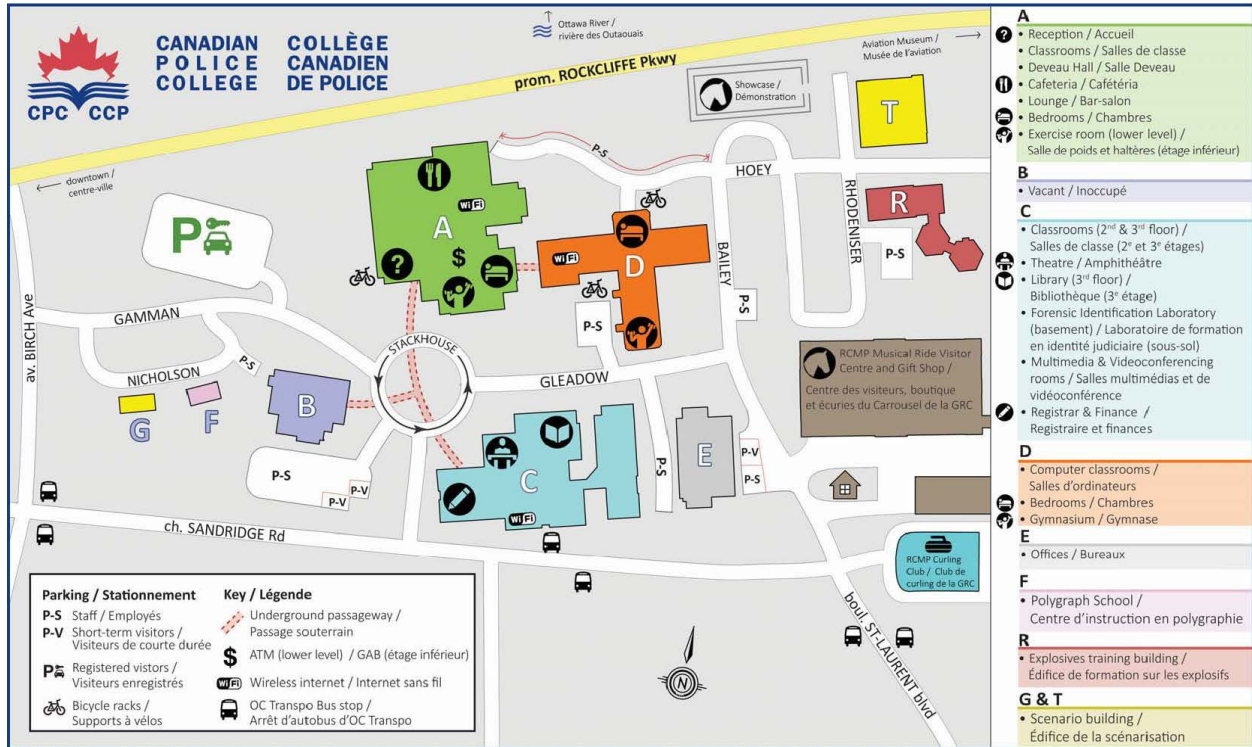 CANADIAN
POLICE
COLLEGE
COLLÈGE
CANADIEN
DE POLICE
CPC CCP
Ottawa River /
rivière des Outaouais
prom. ROCKCLIFFE Pkwy
Aviation Museum /
Musée de l'aviation
Showcase /
Démonstration
T
downtown /
centre-ville
P-S
HOEY
RHODENISER
R
P-S
BAILEY
A
WiFi
$
?
WiFi
D
P-S
P-S
P
av. BIRCH Ave
GAMMAN
NICHOLSON
P-S
STACKHOUSE
GLEADOW
RCMP Musical Ride Visitor
Centre and Gift Shop /
Centre des visiteurs, boutique
et écuries du Carrousel de la GRC
G
F
B
P-S
P-V
P-V
C
WiFi
P-S
E
P-V
P-S
ch. SANDRIDGE Rd
RCMP Curling
Club / Club de
curling de la GRC
boul. ST-LAURENT blvd
N
Parking / Stationnement
P-S Staff / Employés
P-V Short-term visitors /
Visiteurs de courte durée
P Registered vistors /
Visiteurs enregistrés
Bicycle racks /
Supports à vélos
Key / Légende
Underground passageway /
Passage souterrain
$ ATM (lower level) / GAB (étage inférieur)
WiFi Wireless internet / Internet sans fil
OC Transpo Bus stop /
Arrêt d'autobus d'OC Transpo
A
? • Reception / Accueil
• Classrooms / Salles de classe
• Deveau Hall / Salle Deveau
• Cafeteria / Cafétéria
• Lounge / Bar-salon
• Bedrooms / Chambres
• Exercise room (lower level) /
Salle de poids et haltères (étage inférieur)
B
• Vacant / Inoccupé
C
• Classrooms (2nd & 3rd floor) /
Salles de classe (2e et 3e étages)
• Theatre / Amphithéâtre
• Library (3rd floor) /
Bibliothèque (3e étage)
• Forensic Identification Laboratory
(basement) / Laboratoire de formation
en identité judiciaire (sous-sol)
• Multimedia & Videoconferencing
rooms / Salles multimédias et de
vidéoconférence
• Registrar & Finance /
Registraire et finances
D
• Computer classrooms /
Salles d'ordinateurs
• Bedrooms / Chambres
• Gymnasium / Gymnase
E
• Offices / Bureaux
F
• Polygraph School /
Centre d'instruction en polygraphie
R
• Explosives training building /
Édifice de formation sur les explosifs
G & T
• Scenario building /
Édifice de la scénarisation